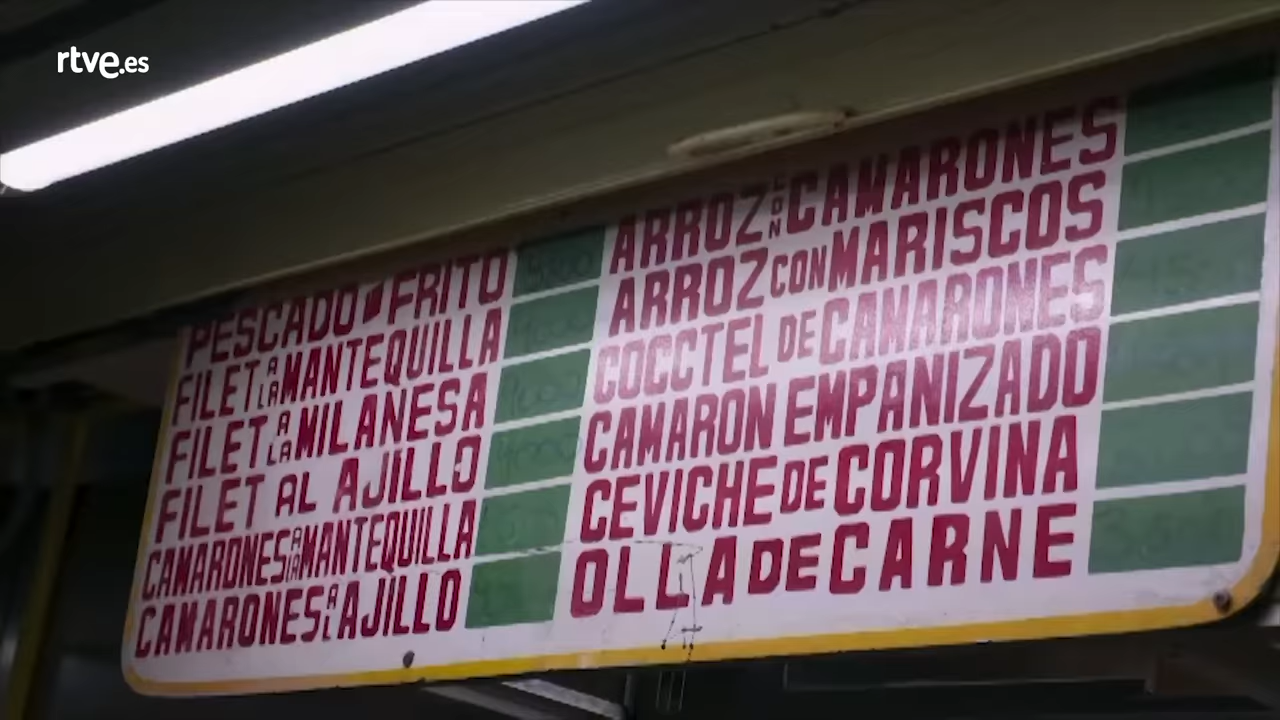 rtve.es
PESCADO FRITO
FILET A LA MANTEQUILLA
FILET A LA MILANESA
FILET AL AJILLO
CAMARONES A LA MANTEQUILLA
CAMARONES AL AJILLO
ARROZ CON CAMARONES
ARROZ CON MARISCOS
COCCTEL DE CAMARONES
CAMARON EMPANIZADO
CEVICHE DE CORVINA
OLLA DE CARNE